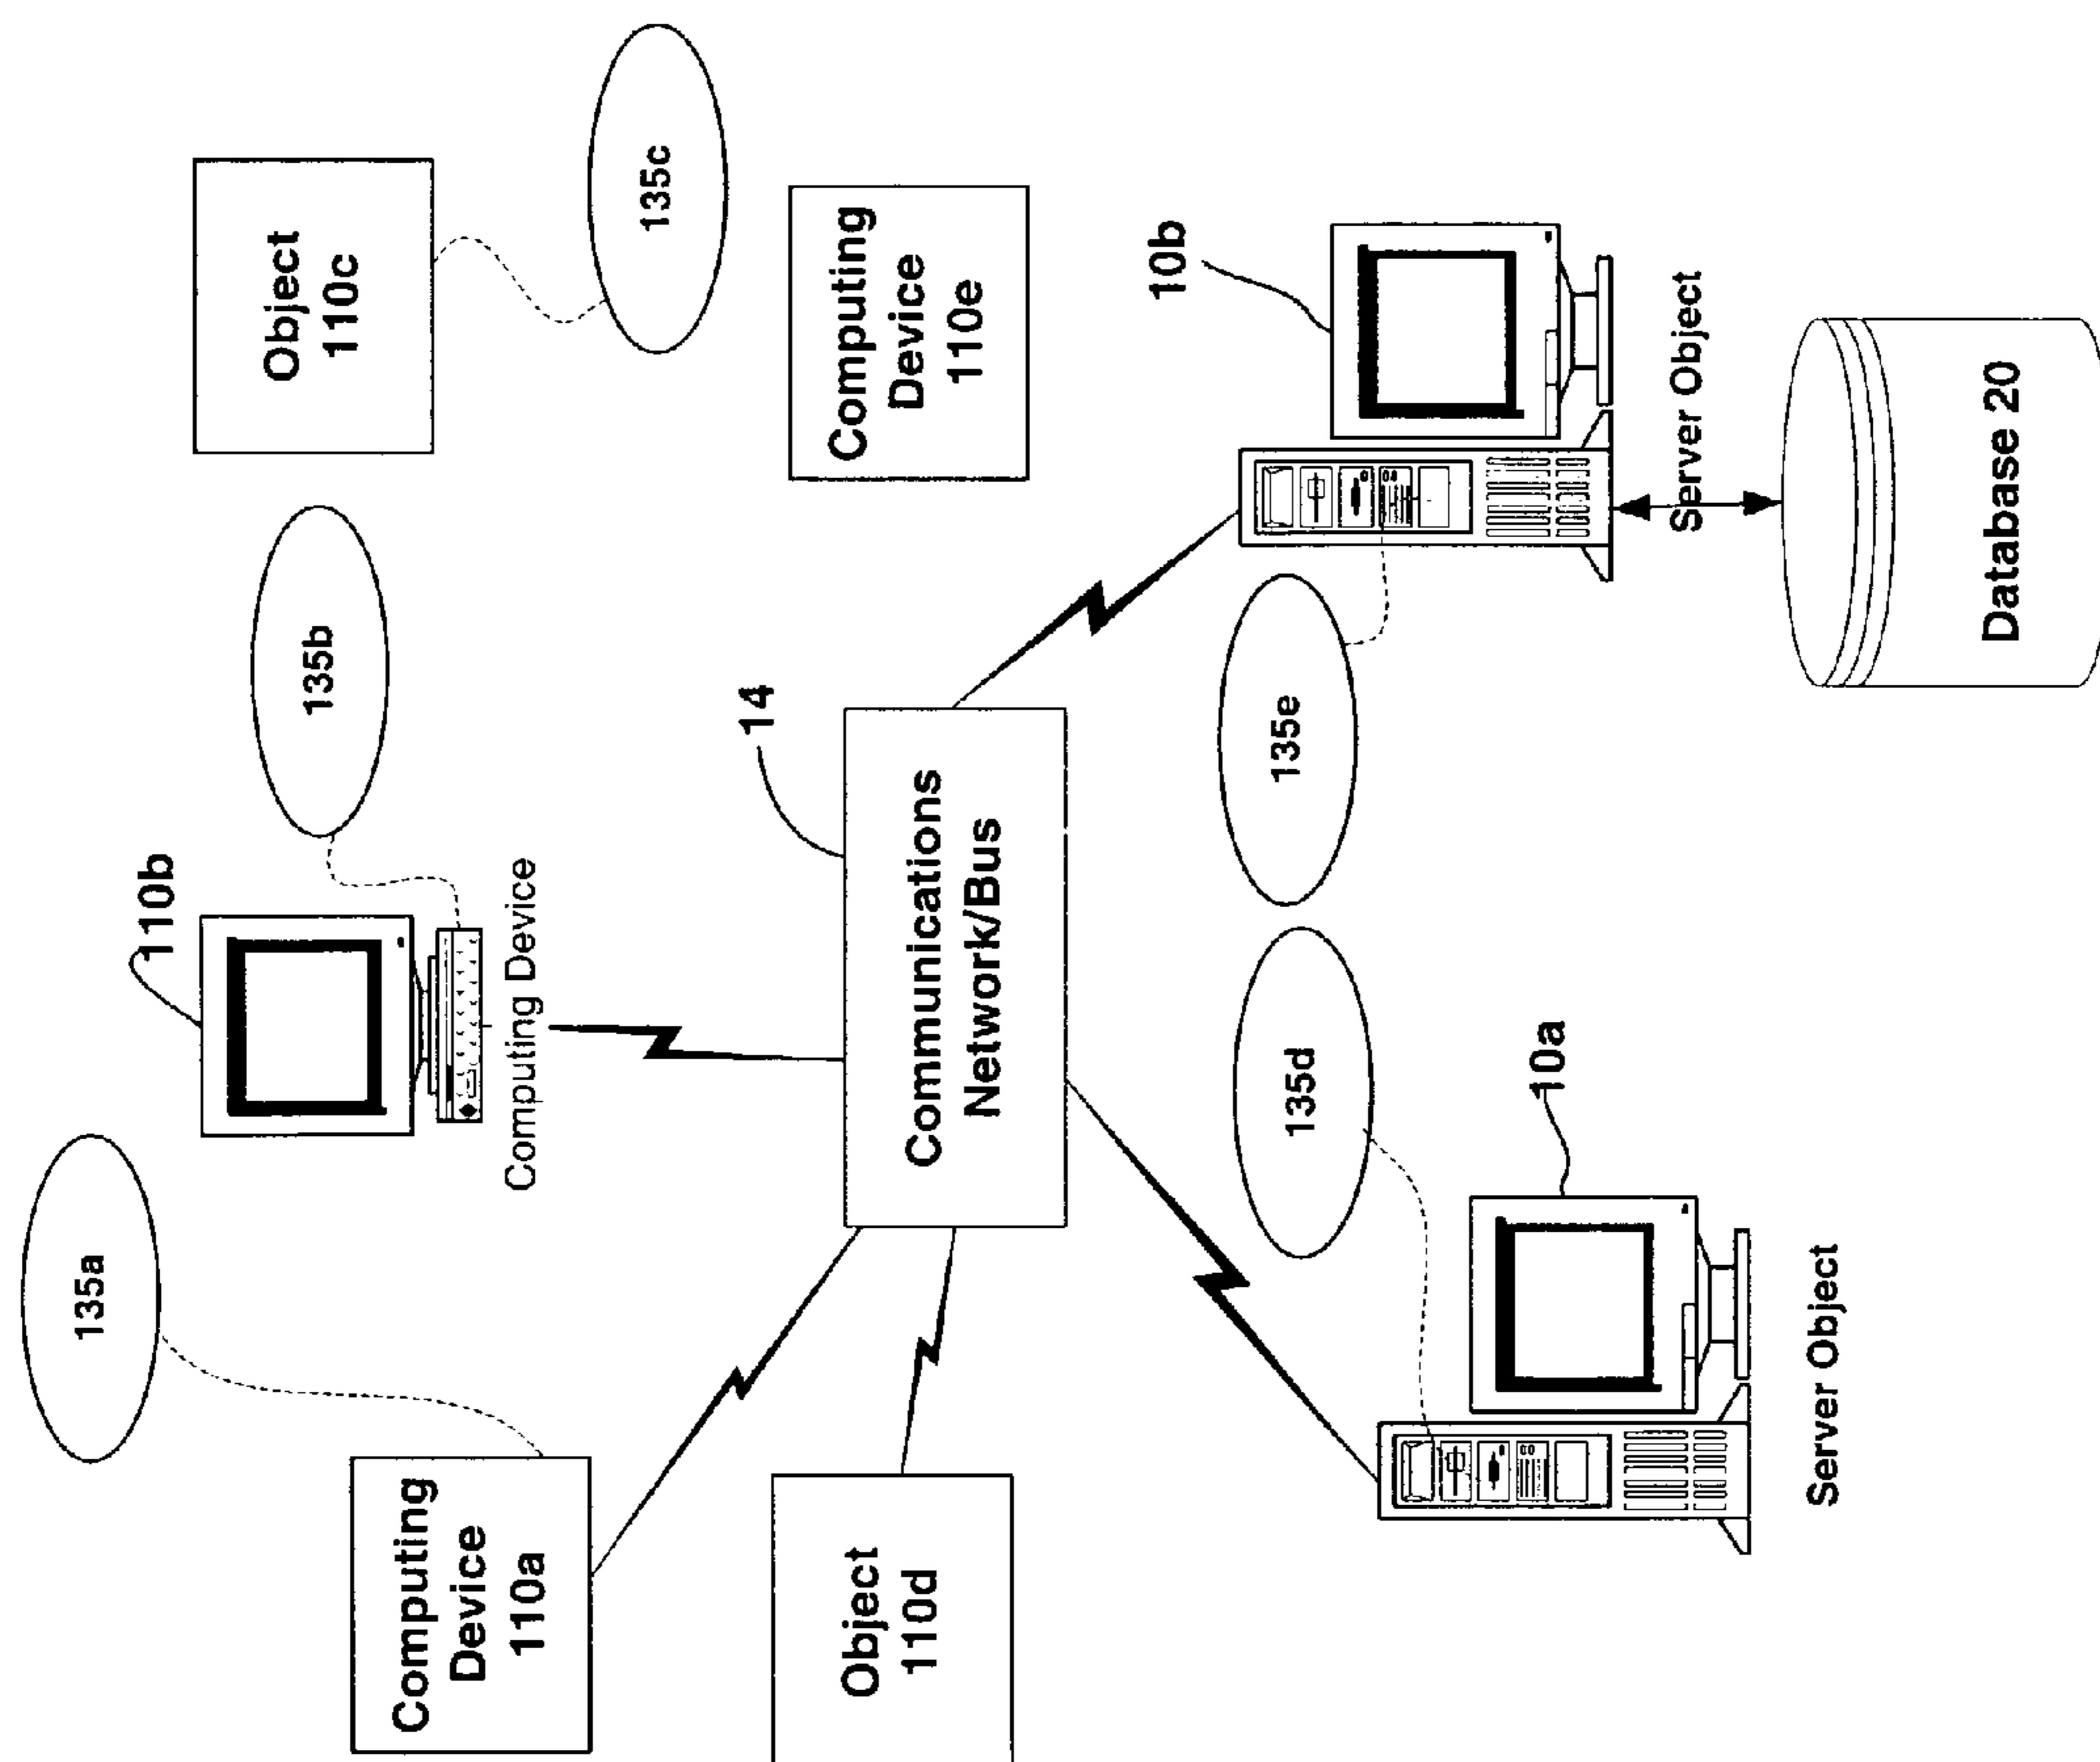 135a
110b
135b
Object
110c
135c
Computing
Device
110a
Computing Device
14
Computing
Device
110e
Object
110d
Communications
Network/Bus
135d
135e
10b
10a
Server Object
Server Object
Database 20